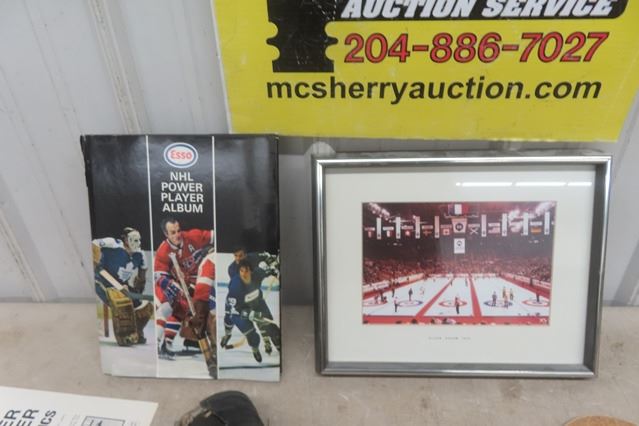 AUCTION SERVICE
204-886-7027
mcsherryauction.com
Esso
NHL
POWER
PLAYER
ALBUM